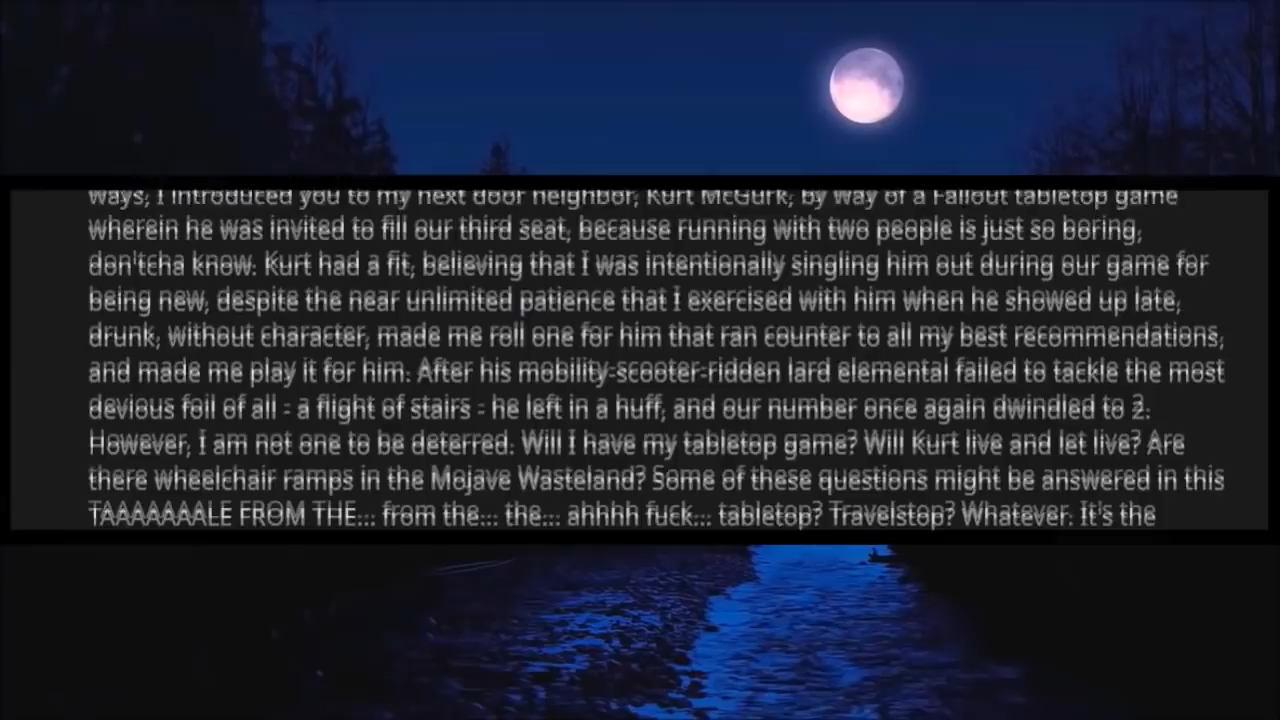 ways, I introduced you to my next door neighbor, Kurt McGurk, by way of a Fallout tabletop game
wherein he was invited to fill our third seat, because running with two people is just so boring,
don'tcha know. Kurt had a fit, believing that I was intentionally singling him out during our game for
being new, despite the near unlimited patience that I exercised with him when he showed up late,
drunk, without character, made me roll one for him that ran counter to all my best recommendations,
and made me play it for him. After his mobility-scooter-ridden lard elemental failed to tackle the most
devious foil of all - a flight of stairs - he left in a huff, and our number once again dwindled to 2.
However, I am not one to be deterred. Will I have my tabletop game? Will Kurt live and let live? Are
there wheelchair ramps in the Mojave Wasteland? Some of these questions might be answered in this
TAAAAAAALE FROM THE... from the... the... ahhhh fuck... tabletop? Travelstop? Whatever. It's the